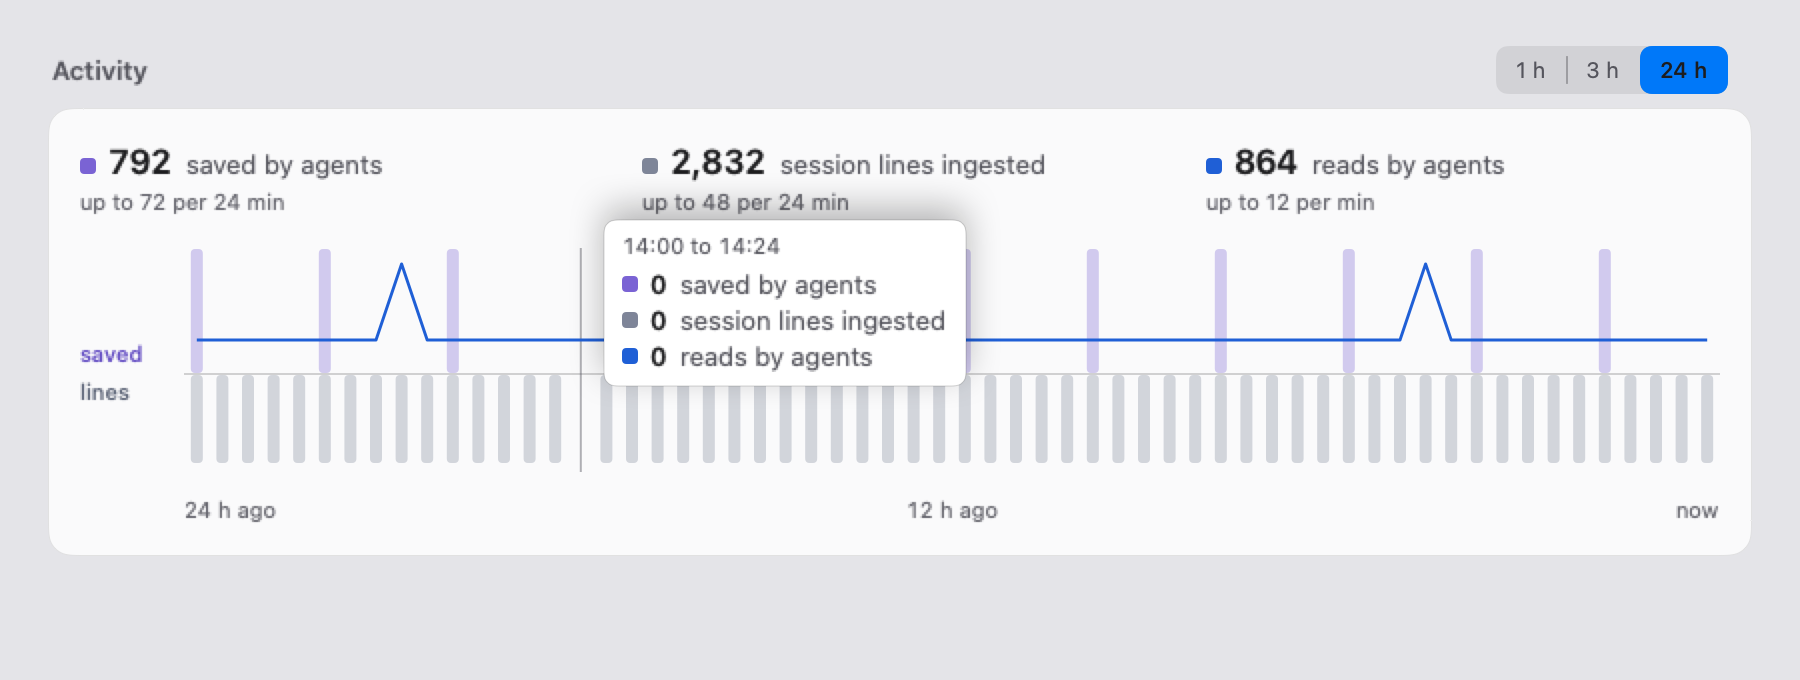 Activity
1 h
3 h
24 h
792 saved by agents
up to 72 per 24 min
2,832 session lines ingested
up to 48 per 24 min
864 reads by agents
up to 12 per min
14:00 to 14:24
0 saved by agents
0 session lines ingested
0 reads by agents
saved
lines
24 h ago
12 h ago
now